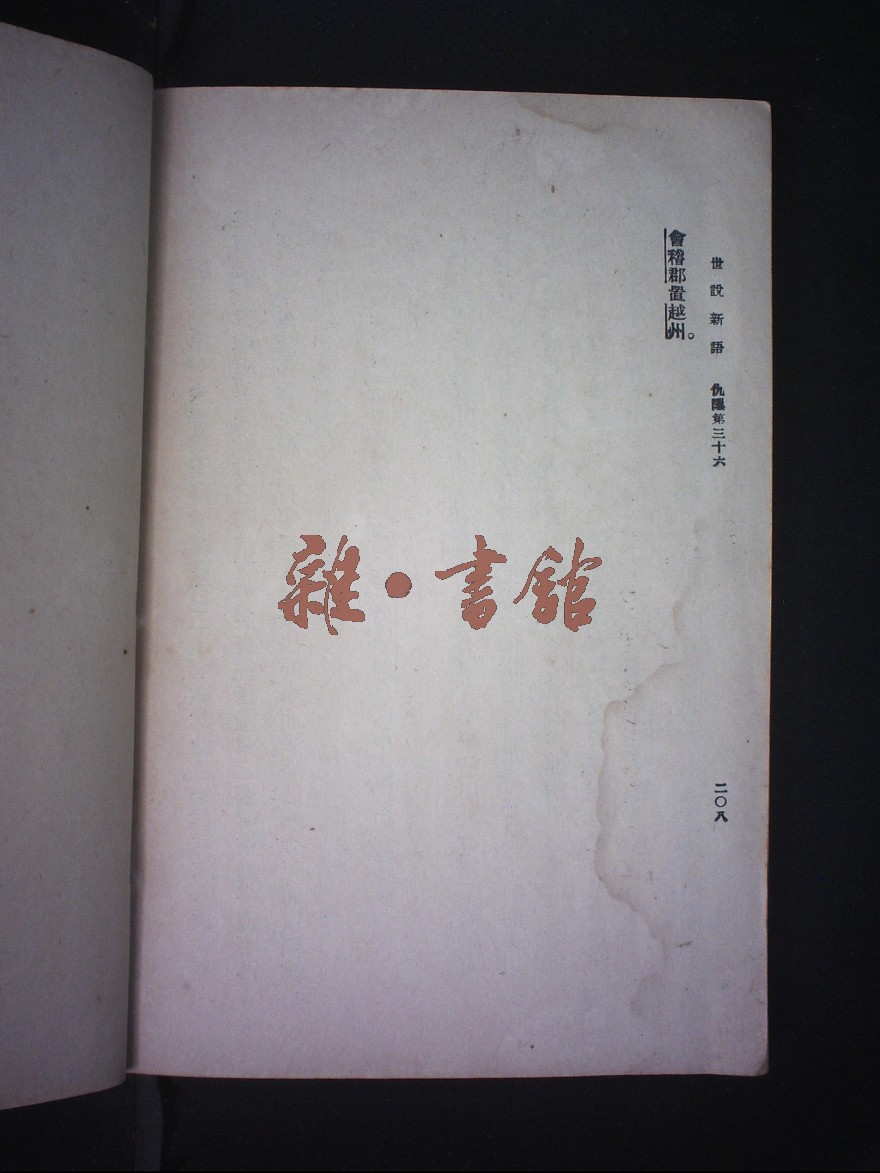 世說新語 仇隟第三十六 二〇八
會稽郡置越州。
雜·書館